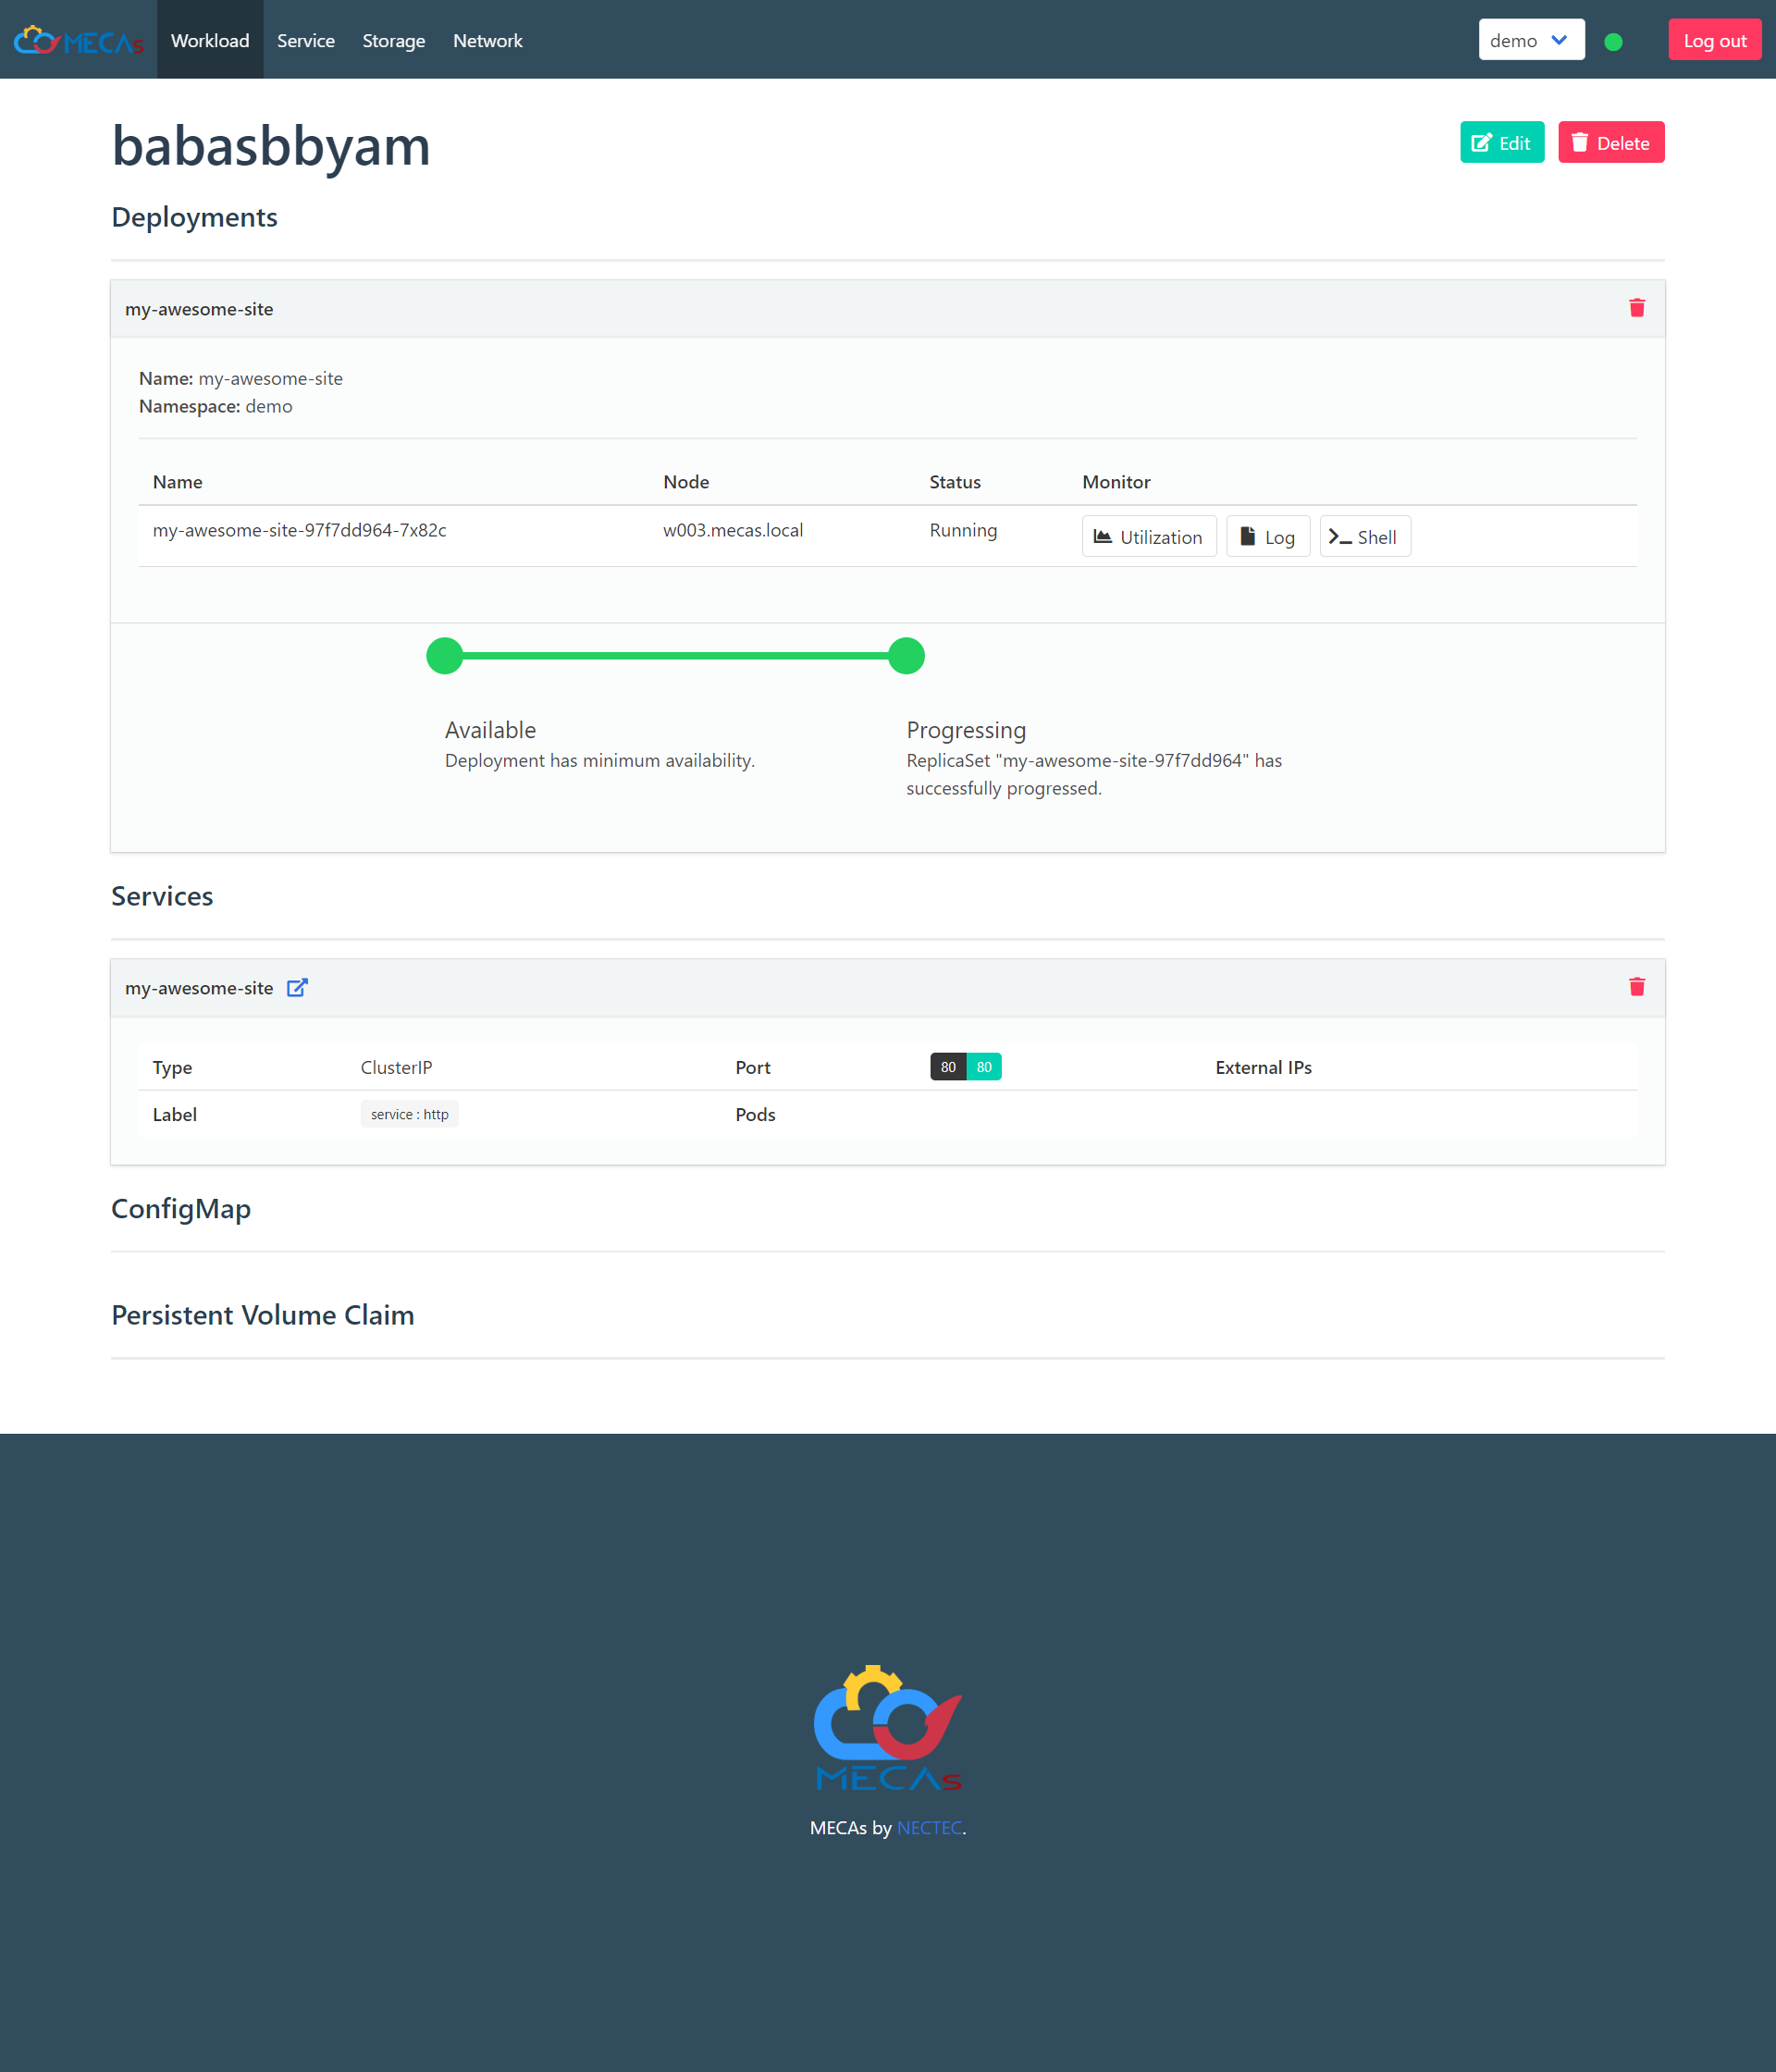 MECAs Workload Service Storage Network demo Log out
babasbbyam Edit Delete
Deployments
my-awesome-site
Name: my-awesome-site
Namespace: demo
Name Node Status Monitor
my-awesome-site-97f7dd964-7x82c w003.mecas.local Running Utilization Log Shell
Available Progressing
Deployment has minimum availability. ReplicaSet "my-awesome-site-97f7dd964" has
successfully progressed.
Services
my-awesome-site
Type ClusterIP Port 80 80 External IPs
Label service : http Pods
ConfigMap
Persistent Volume Claim
MECAs
MECAs by NECTEC.